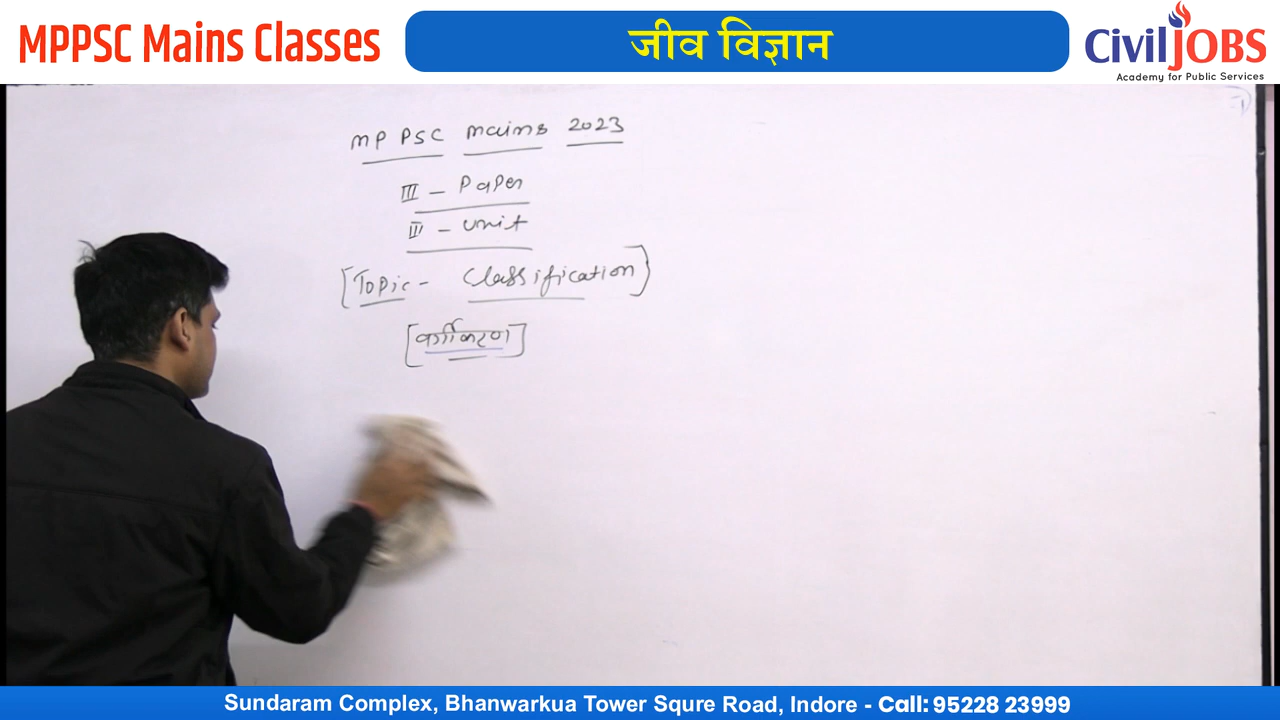 MPPSC Mains Classes
जीव विज्ञान
CivilJOBS
Academy for Public Services
MP PSC Mains 2023
III - Paper
II - unit
[Topic - Classification]
[वर्गीकरण]
Sundaram Complex, Bhanwarkua Tower Squre Road, Indore - Call: 95228 23999